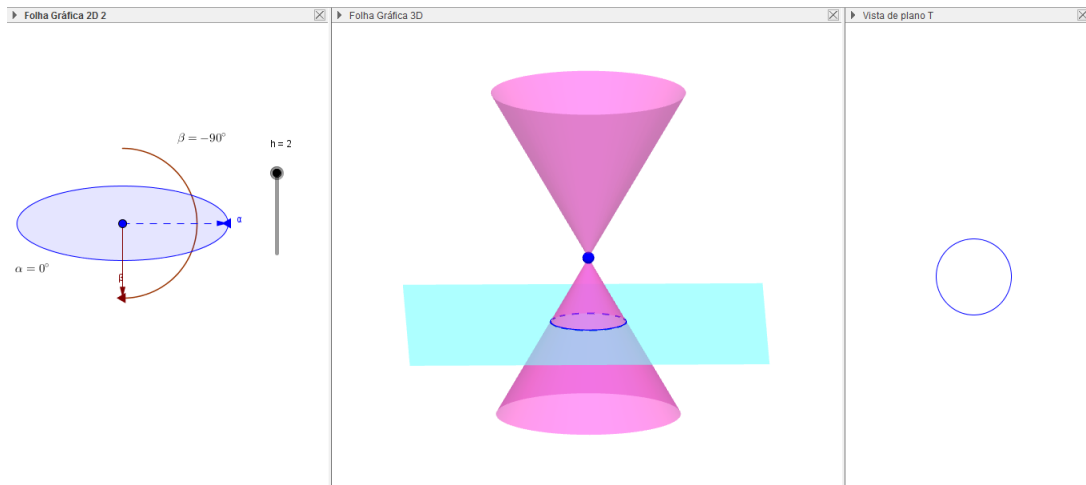 Folha Gráfica 2D 2
β = −90°
h = 2
α
α = 0°
β
Folha Gráfica 3D
Vista de plano T